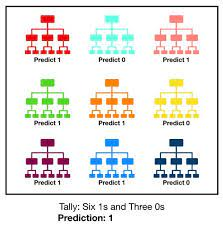 Predict 1 Predict 0 Predict 1
Predict 1 Predict 1 Predict 0
Predict 1 Predict 1 Predict 0
Tally: Six 1s and Three 0s
Prediction: 1